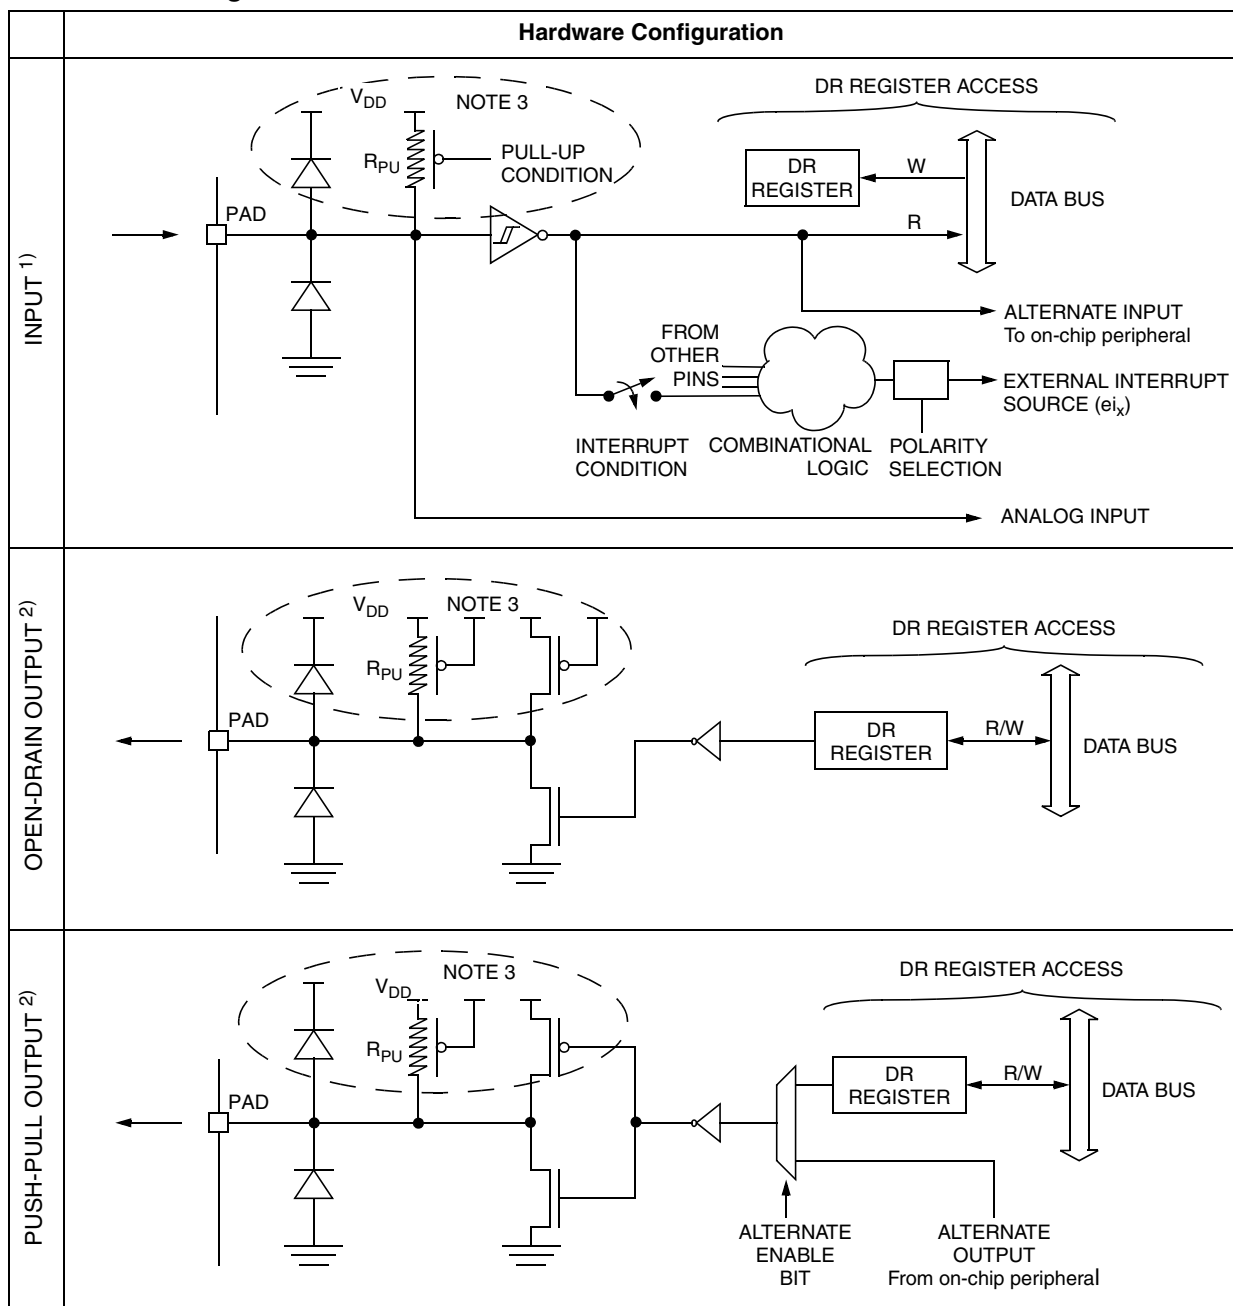 Hardware Configuration
INPUT 1)
VDD
NOTE 3
RPU
PULL-UP
CONDITION
PAD
DR REGISTER ACCESS
DR
REGISTER
W
R
DATA BUS
ALTERNATE INPUT
To on-chip peripheral
FROM
OTHER
PINS
EXTERNAL INTERRUPT
SOURCE (eix)
INTERRUPT
CONDITION
COMBINATIONAL
LOGIC
POLARITY
SELECTION
ANALOG INPUT
OPEN-DRAIN OUTPUT 2)
VDD
NOTE 3
RPU
PAD
DR REGISTER ACCESS
DR
REGISTER
R/W
DATA BUS
PUSH-PULL OUTPUT 2)
VDD
NOTE 3
RPU
PAD
DR REGISTER ACCESS
DR
REGISTER
R/W
DATA BUS
ALTERNATE
ENABLE
BIT
ALTERNATE
OUTPUT
From on-chip peripheral